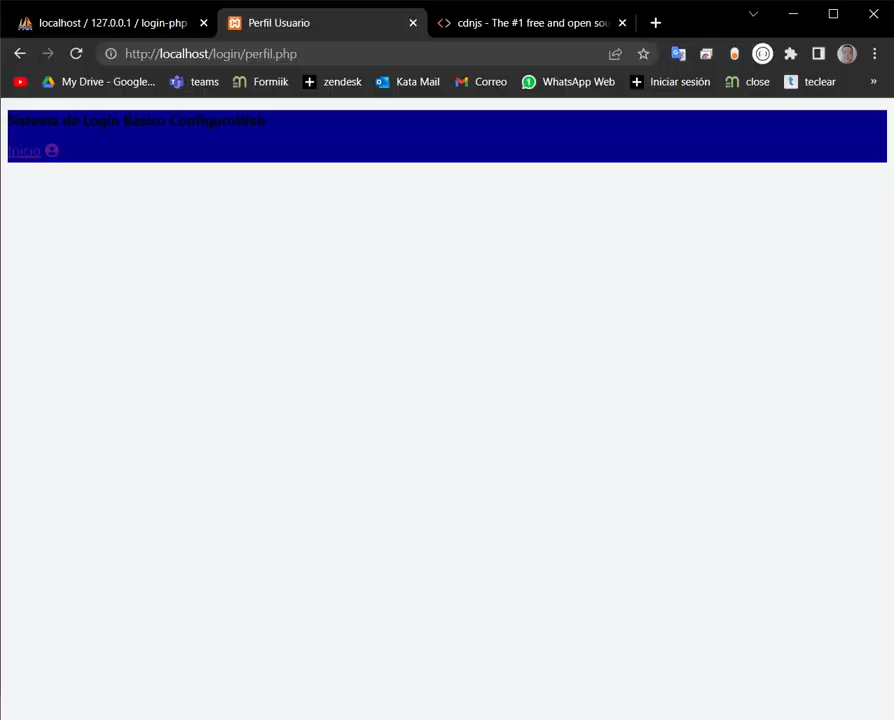 localhost / 127.0.0.1 / login-php
Perfil Usuario
cdnjs - The #1 free and open sou
http://localhost/login/perfil.php
My Drive - Google...
teams
Formiik
zendesk
Kata Mail
Correo
WhatsApp Web
Iniciar sesión
close
teclear
»
Sistema de Login Básico ConfiguroWeb
Inicio